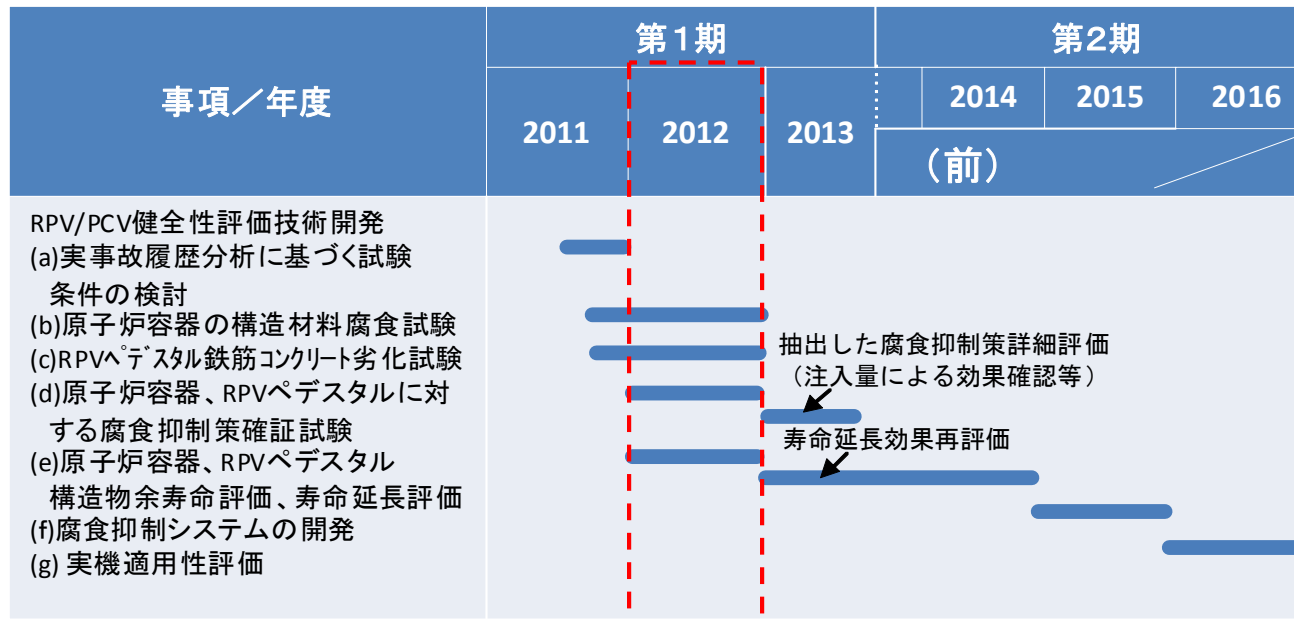 事項／年度
第１期
第２期
2011
2012
2013
2014
2015
2016
（前）
RPV/PCV健全性評価技術開発
(a)実事故履歴分析に基づく試験
条件の検討
(b)原子炉容器の構造材料腐食試験
(c)RPVﾍﾟﾃﾞｽﾀﾙ鉄筋ｺﾝｸﾘｰﾄ劣化試験
(d)原子炉容器、RPVペデスタルに対
する腐食抑制策確証試験
(e)原子炉容器、RPVペデスタル
構造物余寿命評価、寿命延長評価
(f)腐食抑制システムの開発
(g) 実機適用性評価
抽出した腐食抑制策詳細評価
（注入量による効果確認等）
寿命延長効果再評価